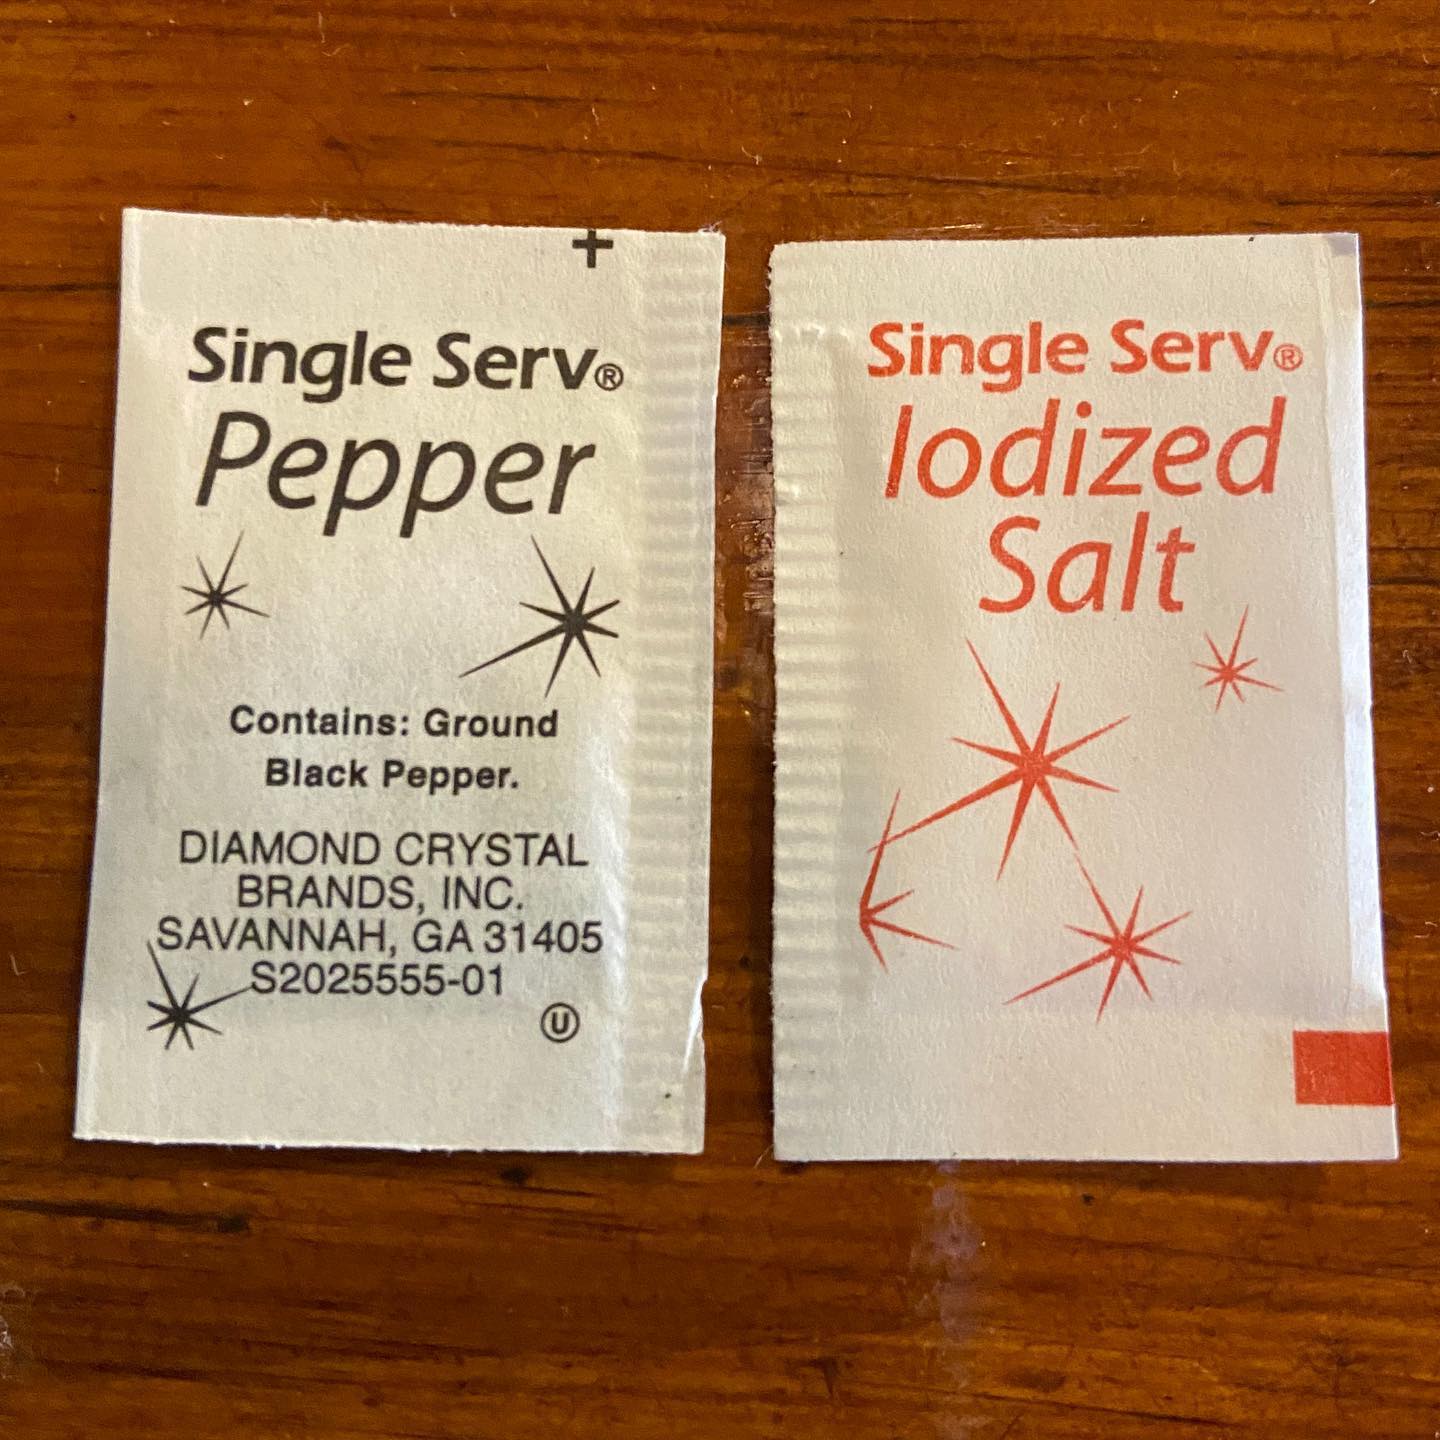 Single Serv®
Pepper
Contains: Ground
Black Pepper.
DIAMOND CRYSTAL
BRANDS, INC.
SAVANNAH, GA 31405
S2025555-01
Ⓤ
Single Serv®
Iodized
Salt